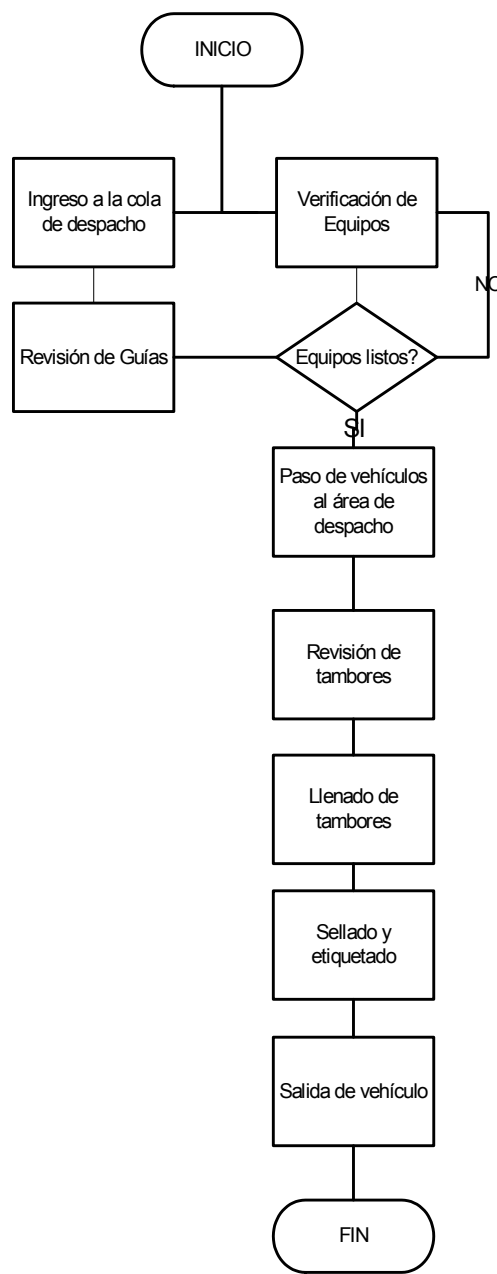 INICIO
Ingreso a la cola
de despacho
Verificación de
Equipos
NO
Revisión de Guías
Equipos listos?
SI
Paso de vehículos
al área de
despacho
Revisión de
tambores
Llenado de
tambores
Sellado y
etiquetado
Salida de vehículo
FIN